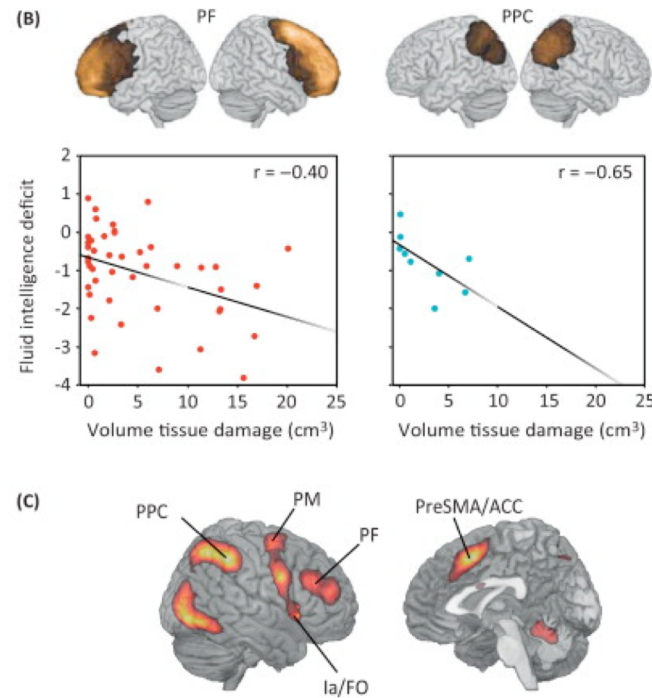 (B)
PF
PPC
r = −0.40
r = −0.65
Fluid intelligence deficit
2
1
-0
-1
-2
-3
-4
0
5
10
15
20
25
0
5
10
15
20
25
Volume tissue damage (cm³)
Volume tissue damage (cm³)
(C)
PPC
PM
PF
PreSMA/ACC
Ia/FO